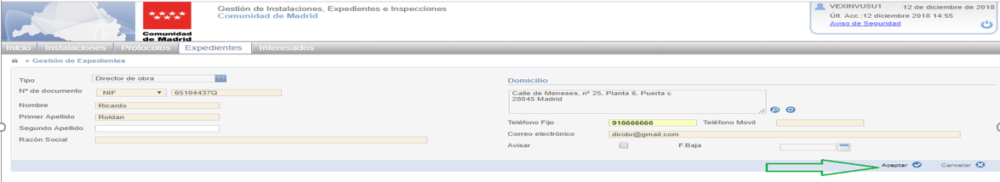 Gestión de Instalaciones, Expedientes e Inspecciones
Comunidad de Madrid
Comunidad
de Madrid
VEXINVUSU1 12 de diciembre de 2018
Últ. Acc.:12 diciembre 2018 14:55
Aviso de Seguridad
Inicio Instalaciones Protocolos Expedientes Interesados
> Gestión de Expedientes
Tipo Director de obra
Nº de documento NIF 65104437Q
Nombre Ricardo
Primer Apellido Roldan
Segundo Apellido
Razón Social
Domicilio
Calle de Meneses, nº 25, Planta 6, Puerta c
28045 Madrid
Teléfono Fijo 916666666 Teléfono Movil
Correo electrónico dirobr@gmail.com
Avisar F.Baja
Aceptar Cancelar